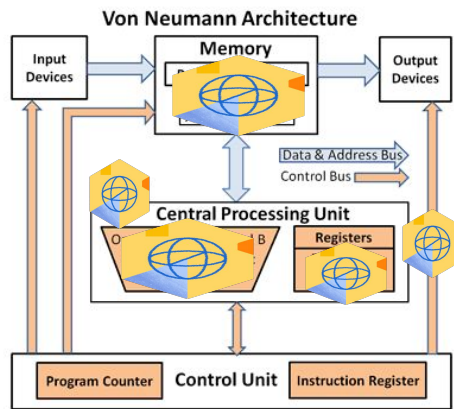 Von Neumann Architecture
Input
Devices
Memory
Output
Devices
Data & Address Bus
Control Bus
Central Processing Unit
B
Registers
Program Counter
Control Unit
Instruction Register